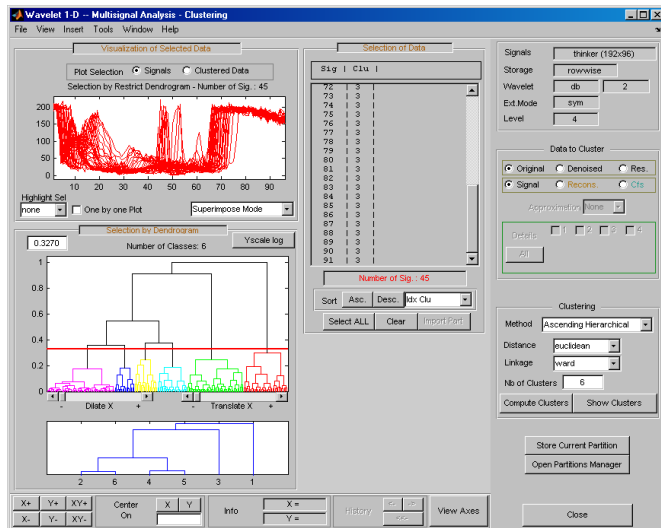 Wavelet 1-D -- Multisignal Analysis - Clustering
File View Insert Tools Window Help
Visualization of Selected Data
Plot Selection Signals Clustered Data
Selection by Restrict Dendrogram - Number of Sig. : 45
200
150
100
50
0
10 20 30 40 50 60 70 80 90
Highlight Sel
none One by one Plot Superimpose Mode
Selection by Dendrogram
0.3270 Number of Classes: 6 Yscale log
1
0.8
0.6
0.4
0.2
0
- Dilate X + - Translate X +
2 6 4 5 3 1
Selection of Data
Sig | Clu |
72 | 3 |
73 | 3 |
74 | 3 |
75 | 3 |
76 | 3 |
77 | 3 |
78 | 3 |
79 | 3 |
80 | 3 |
81 | 3 |
82 | 3 |
83 | 3 |
84 | 3 |
85 | 3 |
86 | 3 |
87 | 3 |
88 | 3 |
89 | 3 |
90 | 3 |
91 | 3 |
Number of Sig. : 45
Sort Asc. Desc. Idx Clu
Select ALL Clear Import Part
Signals thinker (192x96)
Storage rowwise
Wavelet db 2
Ext.Mode sym
Level 4
Data to Cluster
Original Denoised Res.
Signal Recons. Cfs
Approximation None
Details 1 2 3 4
All
Clustering
Method Ascending Hierarchical
Distance euclidean
Linkage ward
Nb of Clusters 6
Compute Clusters Show Clusters
Store Current Partition
Open Partitions Manager
X+ Y+ XY+
X- Y- XY-
Center
On
X Y
Info
X =
Y =
History
<- ->
<<-
View Axes
Close